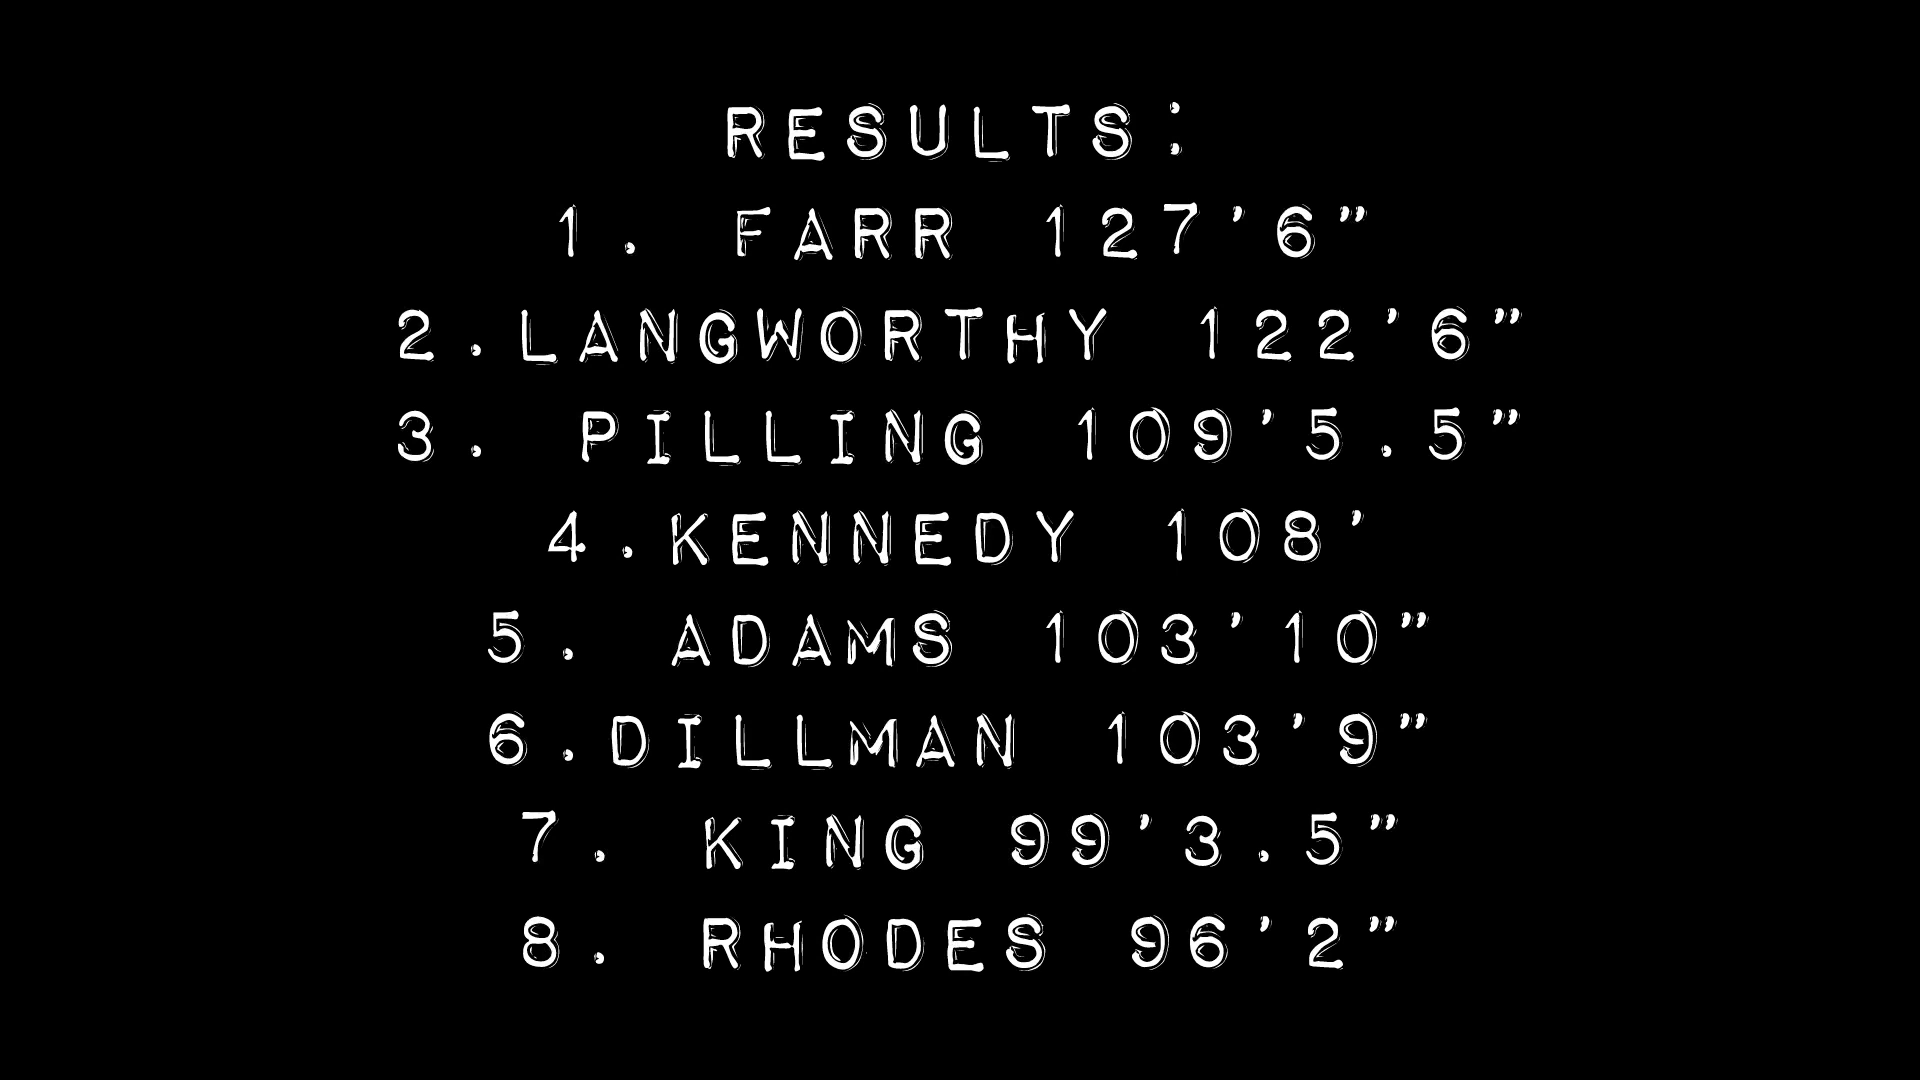 RESULTS:
1. FARR 127'6”
2.LANGWORTHY 122'6”
3. PILLING 109'5.5”
4.KENNEDY 108'
5. ADAMS 103'10”
6.DILLMAN 103'9”
7. KING 99'3.5”
8. RHODES 96'2”